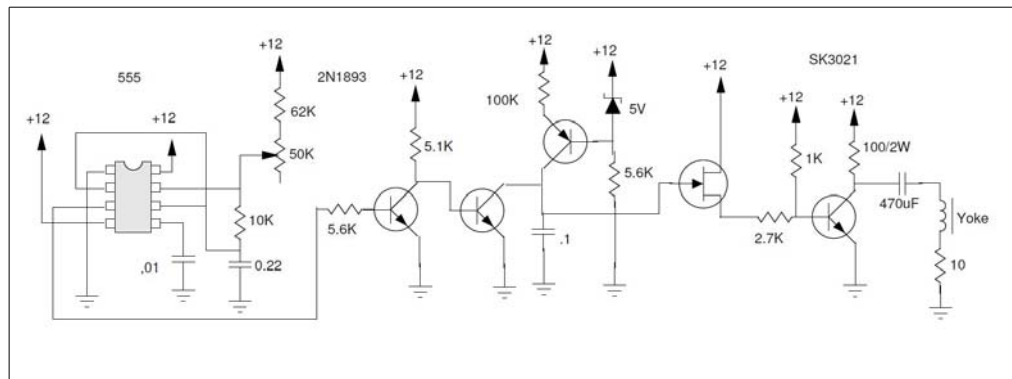 555
+12
+12
+12
62K
50K
10K
,01
0.22
2N1893
+12
5.1K
5.6K
+12
100K
+12
5V
5.6K
.1
+12
2.7K
+12
1K
SK3021
+12
100/2W
470uF
Yoke
10